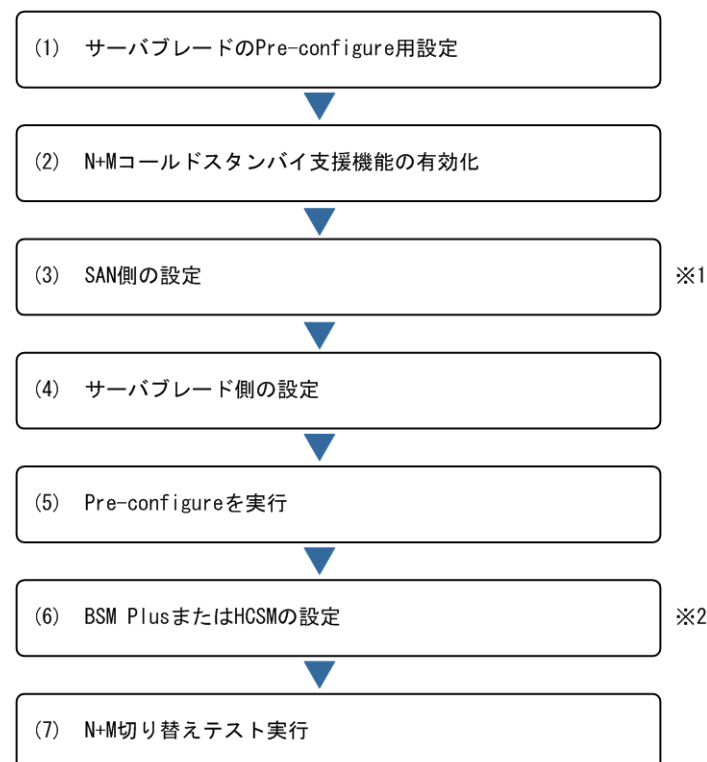 (1) サーバブレードのPre-configure用設定
(2) N+Mコールドスタンバイ支援機能の有効化
(3) SAN側の設定 ※1
(4) サーバブレード側の設定
(5) Pre-configureを実行
(6) BSM PlusまたはHCSMの設定 ※2
(7) N+M切り替えテスト実行